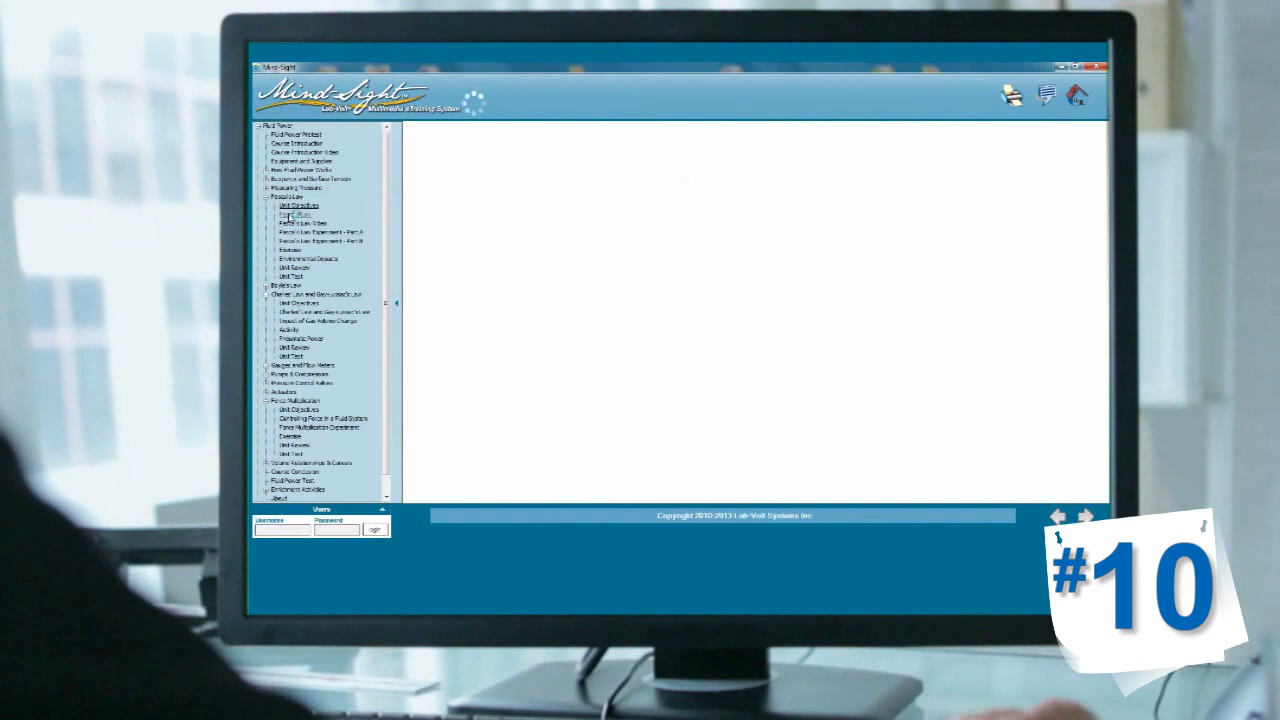 Mind-Sight
Mind-Sight™
Lab-Volt® Multimedia eTraining System
Fluid Power
Fluid Power Pretest
Course Introduction
Course Introduction Video
Equipment and Supplies
How Fluid Power Works
Buoyancy and Surface Tension
Measuring Pressure
Pascal's Law
Unit Objectives
Pascal's Law Video
Pascal's Law Experiment - Part A
Pascal's Law Experiment - Part B
Exercise
Environmental Impacts
Unit Review
Unit Test
Boyle's Law
Charles' Law and Gay-Lussac's Law
Unit Objectives
Charles' Law and Gay-Lussac's Law
Impact of Gas Volume Change
Activity
Pneumatic Power
Unit Review
Unit Test
Gauges and Flow Meters
Pumps & Compressors
Pressure Control Valves
Actuators
Force Multiplication
Unit Objectives
Controlling Force in a Fluid System
Force Multiplication Experiment
Exercise
Unit Review
Unit Test
Volume Relationships & Careers
Course Conclusion
Fluid Power Test
Enrichment Activities
About
Users
Username Password
login
Copyright 2010-2013 Lab-Volt Systems Inc.
#10